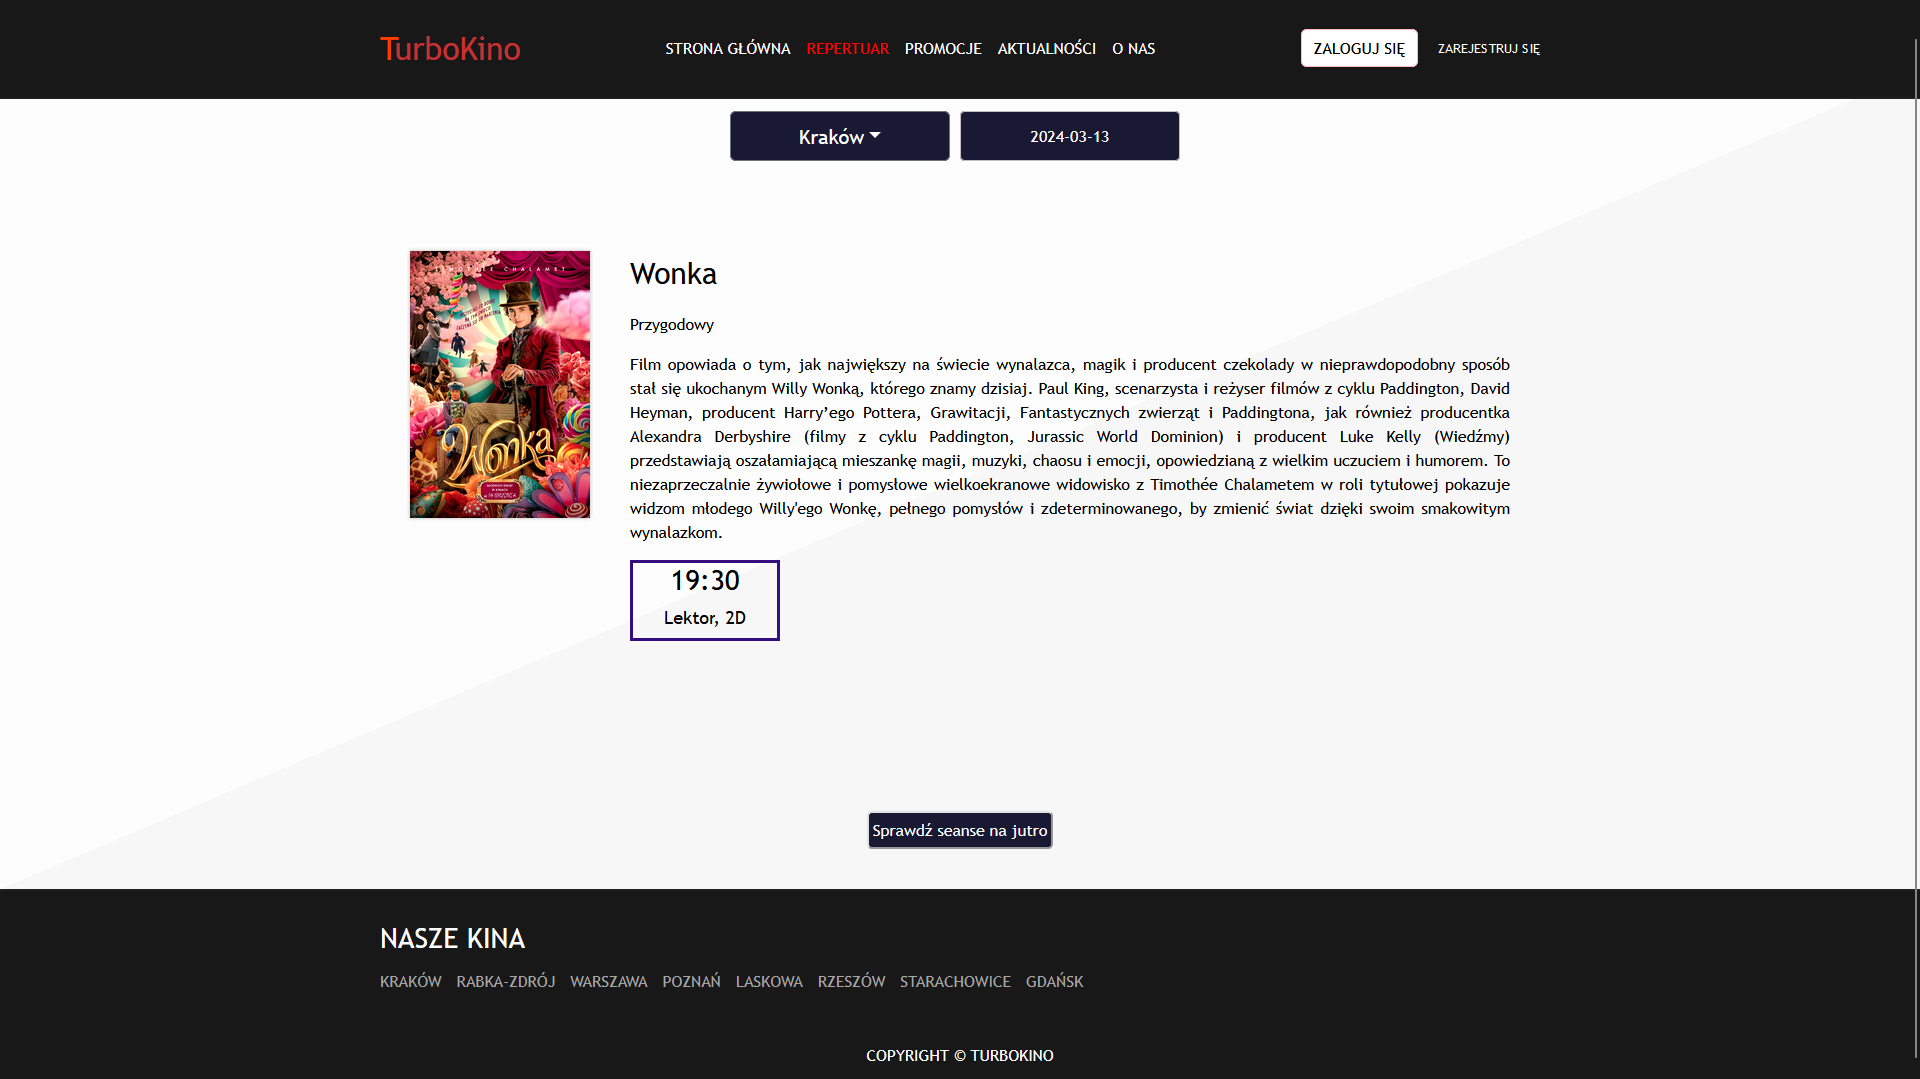 TurboKino
STRONA GŁÓWNA REPERTUAR PROMOCJE AKTUALNOŚCI O NAS
ZALOGUJ SIĘ ZAREJESTRUJ SIĘ
Kraków 2024-03-13
CHALAMET
Wonka
Wonka
Przygodowy
Film opowiada o tym, jak największy na świecie wynalazca, magik i producent czekolady w nieprawdopodobny sposób
stał się ukochanym Willy Wonką, którego znamy dzisiaj. Paul King, scenarzysta i reżyser filmów z cyklu Paddington, David
Heyman, producent Harry’ego Pottera, Grawitacji, Fantastycznych zwierząt i Paddingtona, jak również producentka
Alexandra Derbyshire (filmy z cyklu Paddington, Jurassic World Dominion) i producent Luke Kelly (Wiedźmy)
przedstawiają oszałamiającą mieszankę magii, muzyki, chaosu i emocji, opowiedzianą z wielkim uczuciem i humorem. To
niezaprzeczalnie żywiołowe i pomysłowe wielkoekranowe widowisko z Timothée Chalametem w roli tytułowej pokazuje
widzom młodego Willy'ego Wonkę, pełnego pomysłów i zdeterminowanego, by zmienić świat dzięki swoim smakowitym
wynalazkom.
19:30
Lektor, 2D
Sprawdź seanse na jutro
NASZE KINA
KRAKÓW RABKA-ZDRÓJ WARSZAWA POZNAŃ LASKOWA RZESZÓW STARACHOWICE GDAŃSK
COPYRIGHT © TURBOKINO